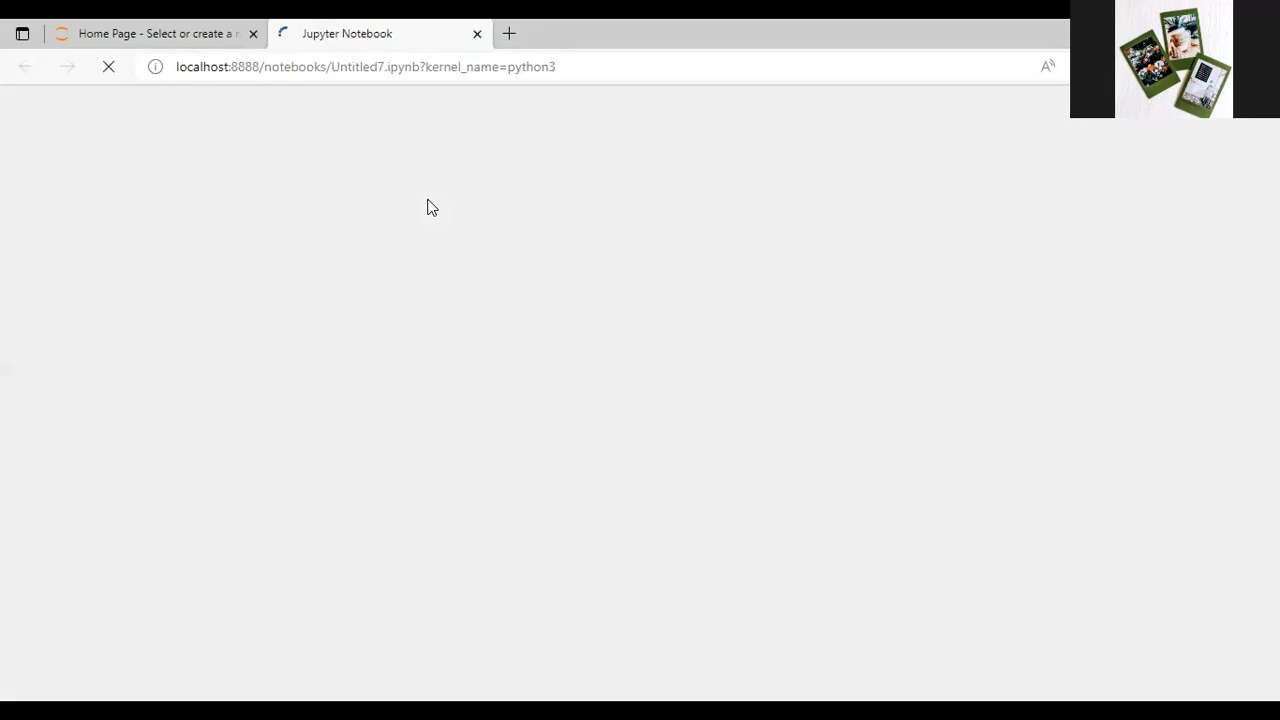 Home Page - Select or create a n
Jupyter Notebook
localhost:8888/notebooks/Untitled7.ipynb?kernel_name=python3
A